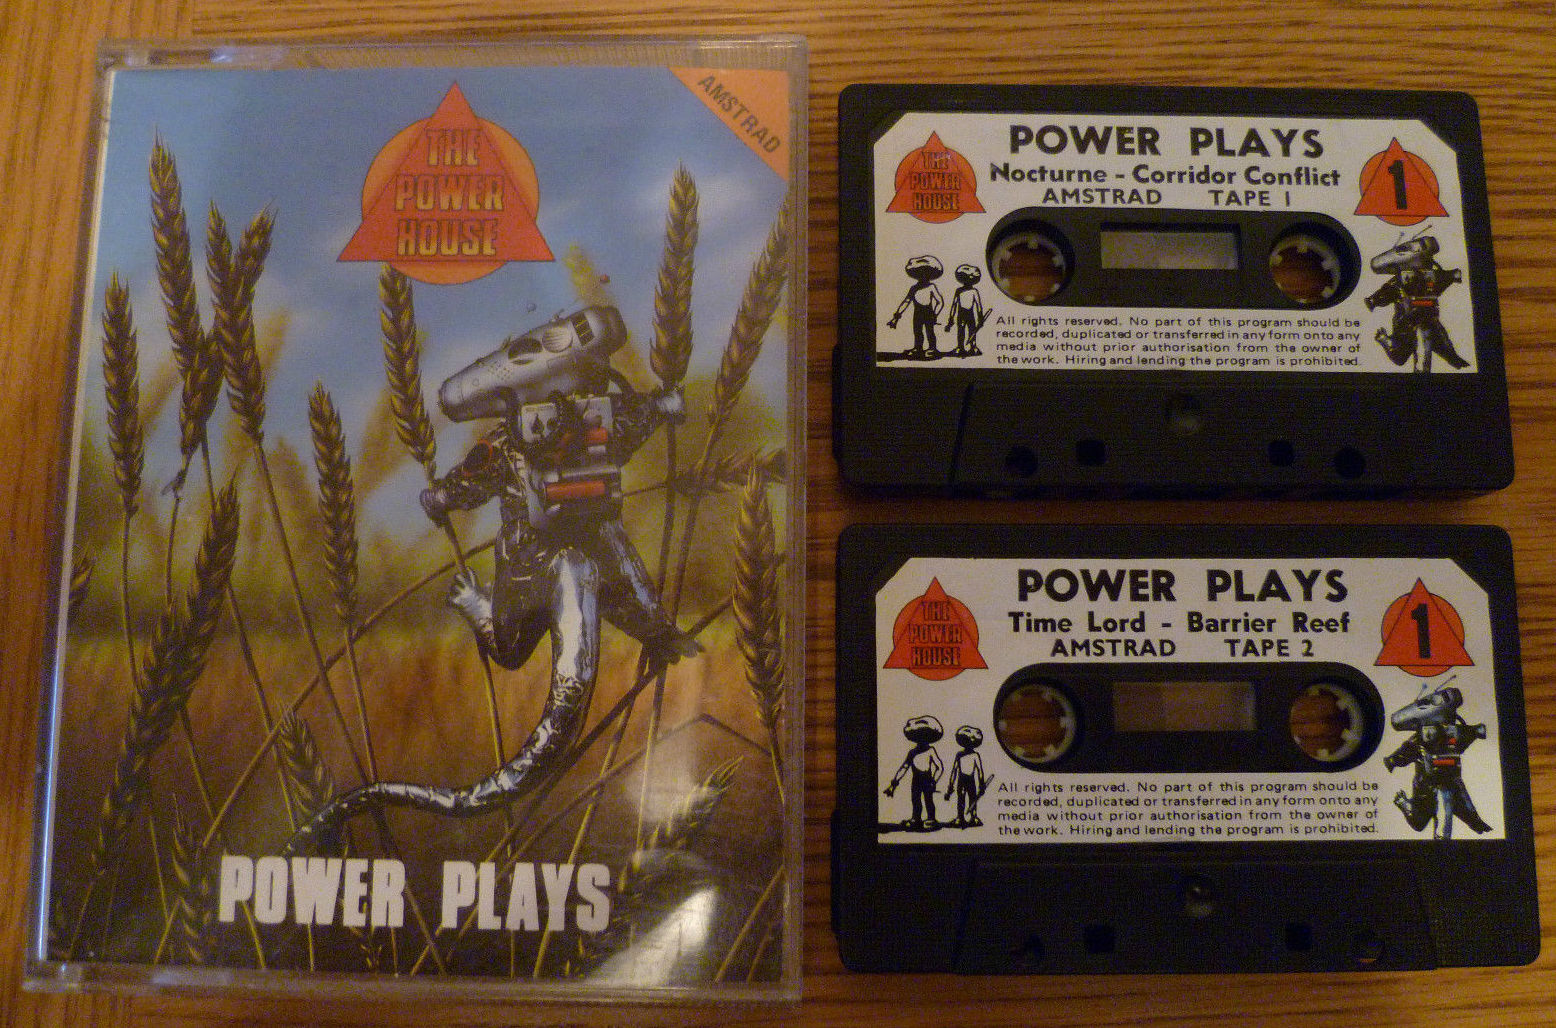 AMSTRAD
THE
POWER
HOUSE
POWER PLAYS
POWER PLAYS
Nocturne - Corridor Conflict
AMSTRAD TAPE 1
THE
POWER
HOUSE
1
All rights reserved. No part of this program should be
recorded, duplicated or transferred in any form onto any
media without prior authorisation from the owner of
the work. Hiring and lending the program is prohibited.
POWER PLAYS
Time Lord - Barrier Reef
AMSTRAD TAPE 2
THE
POWER
HOUSE
1
All rights reserved. No part of this program should be
recorded, duplicated or transferred in any form onto any
media without prior authorisation from the owner of
the work. Hiring and lending the program is prohibited.